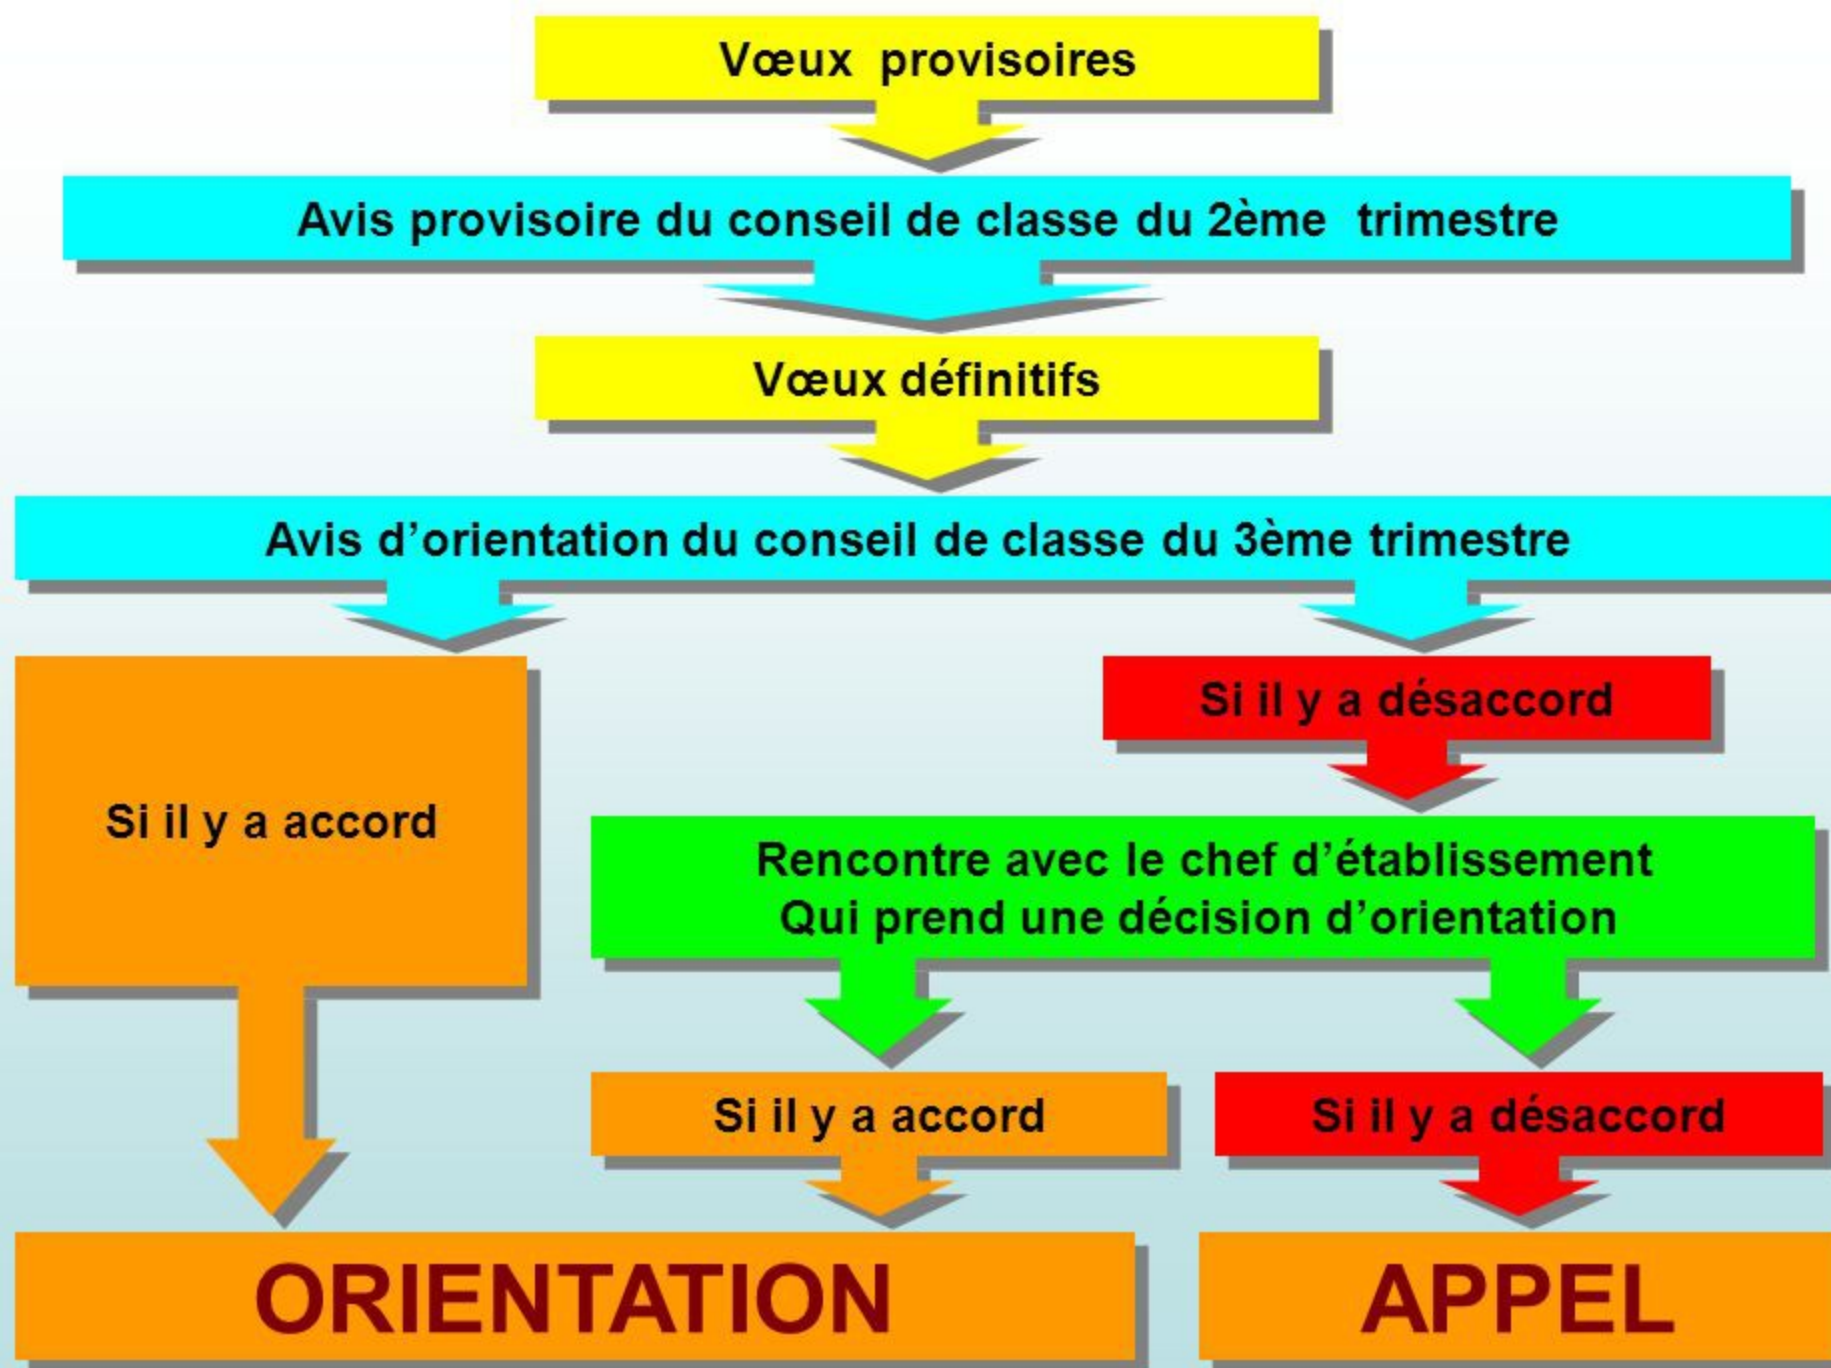 Vœux provisoires
Avis provisoire du conseil de classe du 2ème trimestre
Vœux définitifs
Avis d’orientation du conseil de classe du 3ème trimestre
Si il y a désaccord
Si il y a accord
Rencontre avec le chef d’établissement
Qui prend une décision d’orientation
Si il y a accord
Si il y a désaccord
ORIENTATION
APPEL